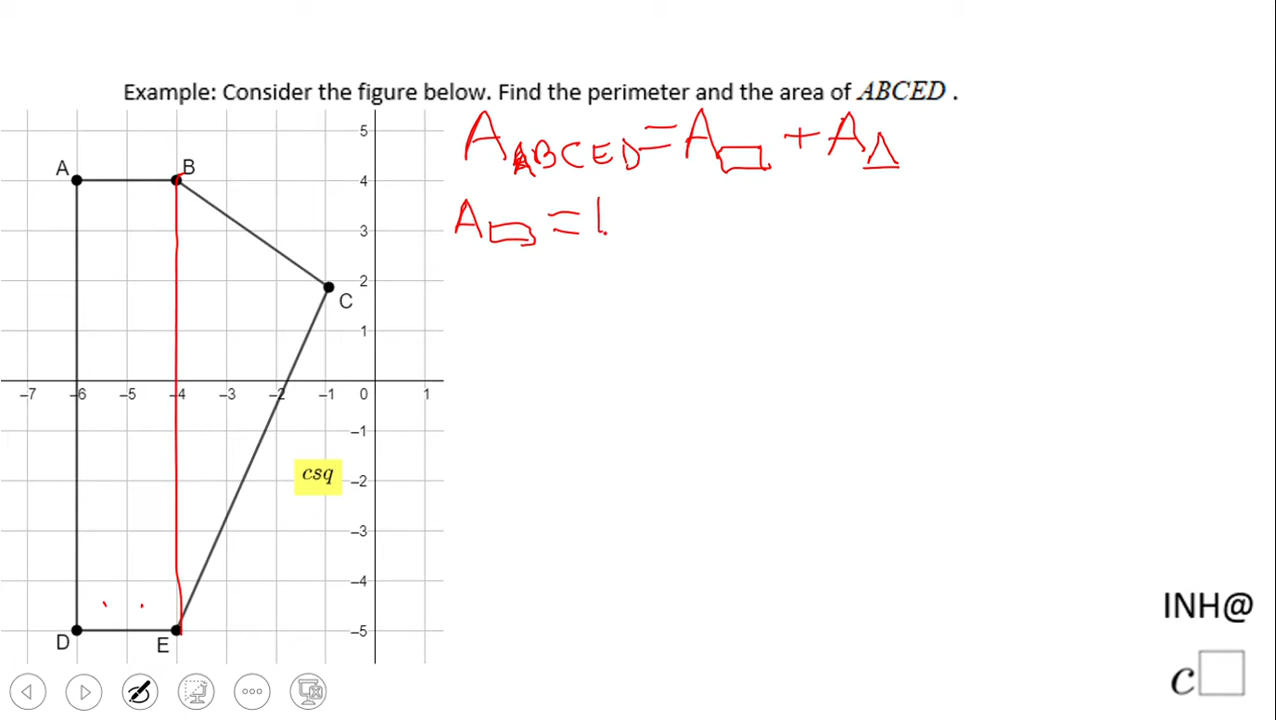 Example: Consider the figure below. Find the perimeter and the area of ABCED .
A ABCED = A▭ + A△
A▭ = l
A
B
C
D
E
5
4
3
2
1
–7 –6 –5 –4 –3 –2 –1 0 1
–1
–2
–3
–4
–5
csq
INH@
c□